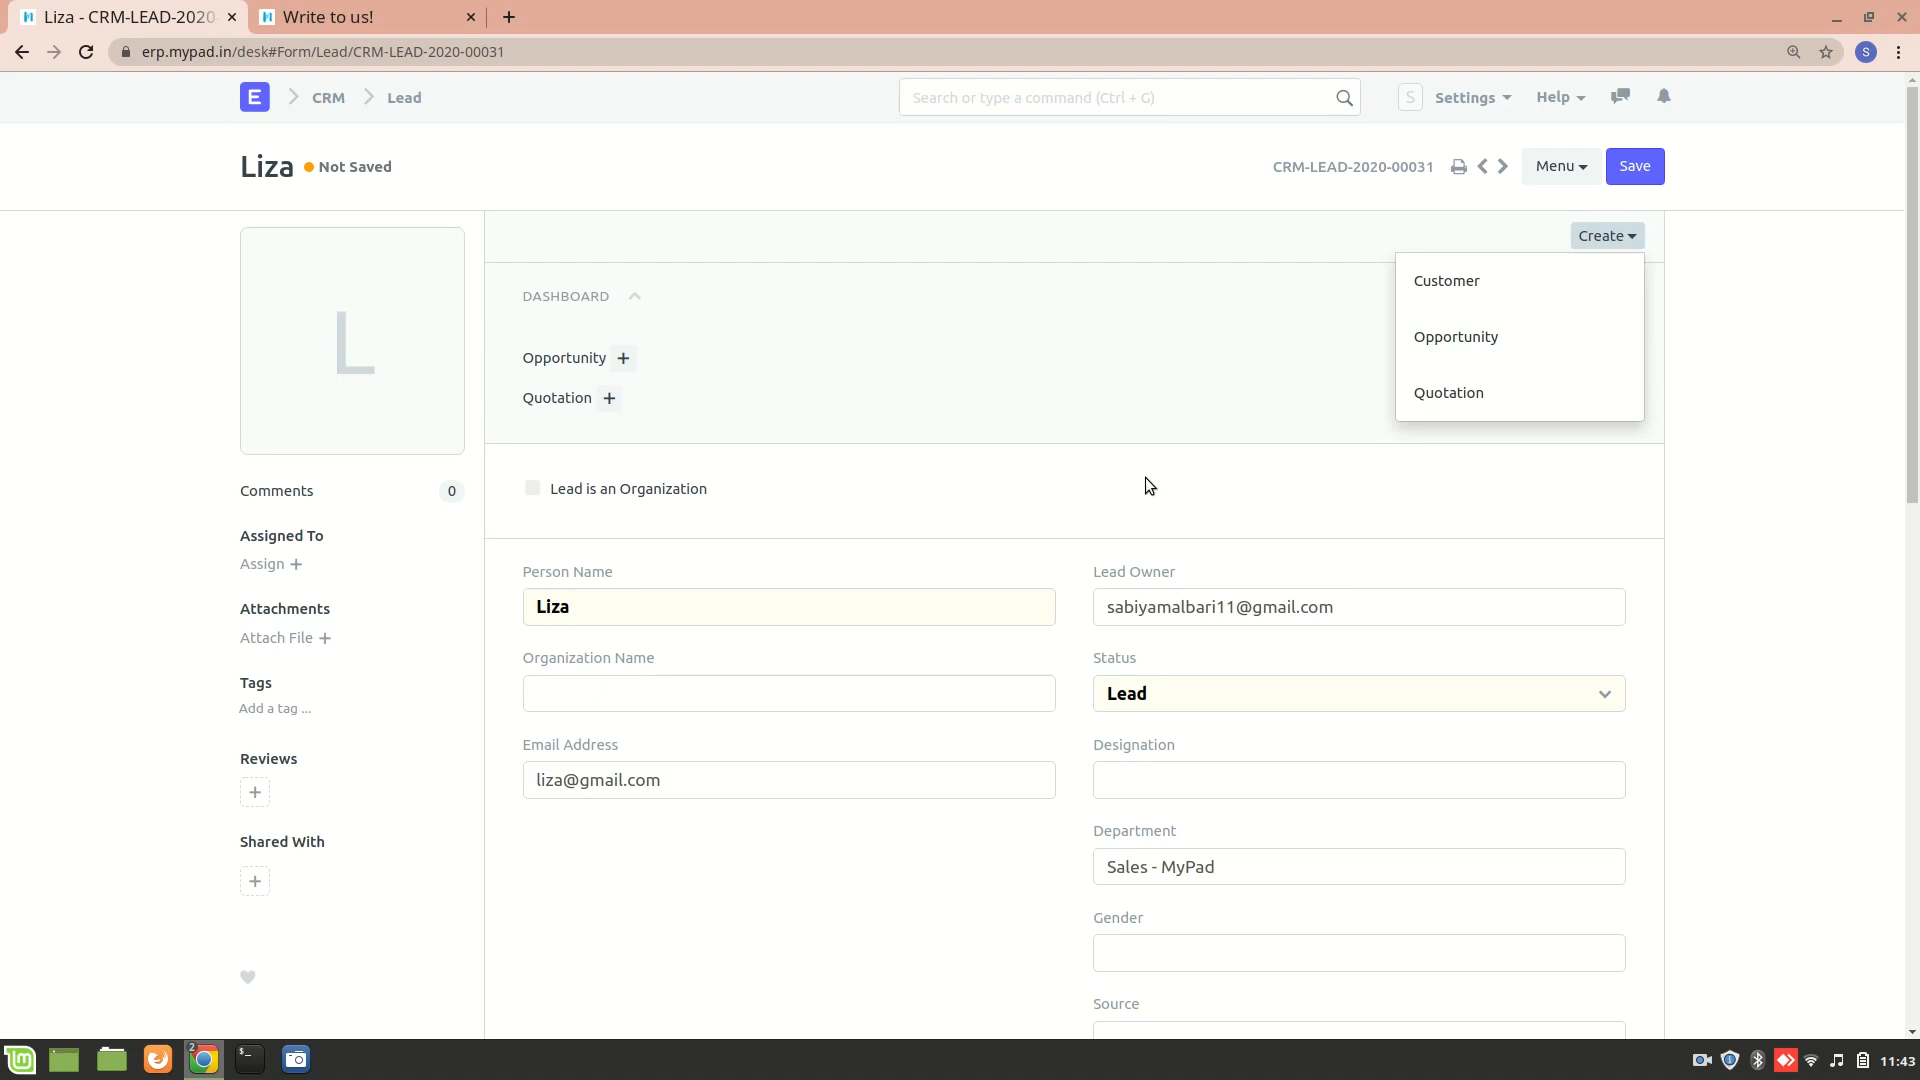 Liza - CRM-LEAD-2020
Write to us!
erp.mypad.in/desk#Form/Lead/CRM-LEAD-2020-00031
S
E
CRM
Lead
Search or type a command (Ctrl + G)
S
Settings
Help
Liza
Not Saved
CRM-LEAD-2020-00031
Menu
Save
Create
Customer
Opportunity
Quotation
L
DASHBOARD
Opportunity +
Quotation +
Comments
0
Lead is an Organization
Assigned To
Assign +
Attachments
Attach File +
Tags
Add a tag ...
Reviews
+
Shared With
+
Person Name
Liza
Organization Name
Email Address
liza@gmail.com
Lead Owner
sabiyamalbari11@gmail.com
Status
Lead
Designation
Department
Sales - MyPad
Gender
Source
2
11:43